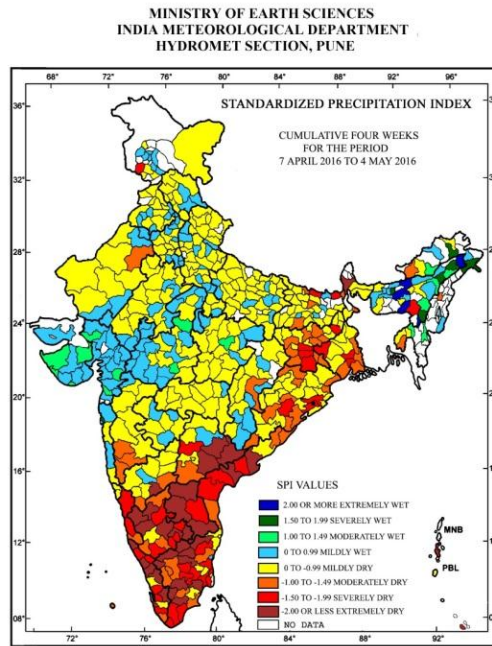 MINISTRY OF EARTH SCIENCES
INDIA METEOROLOGICAL DEPARTMENT
HYDROMET SECTION, PUNE
68° 72° 76° 80° 84° 88° 92° 96°
STANDARDIZED PRECIPITATION INDEX
CUMULATIVE FOUR WEEKS
FOR THE PERIOD
7 APRIL 2016 TO 4 MAY 2016
36°
32°
28°
24°
20°
16°
12°
08°
SPI VALUES
2.00 OR MORE EXTREMELY WET
1.50 TO 1.99 SEVERELY WET
1.00 TO 1.49 MODERATELY WET
0 TO 0.99 MILDLY WET
0 TO -0.99 MILDLY DRY
-1.00 TO -1.49 MODERATELY DRY
-1.50 TO -1.99 SEVERELY DRY
-2.00 OR LESS EXTREMELY DRY
NO DATA
MNB
PBL
72° 76° 80° 84° 88° 92° 96°